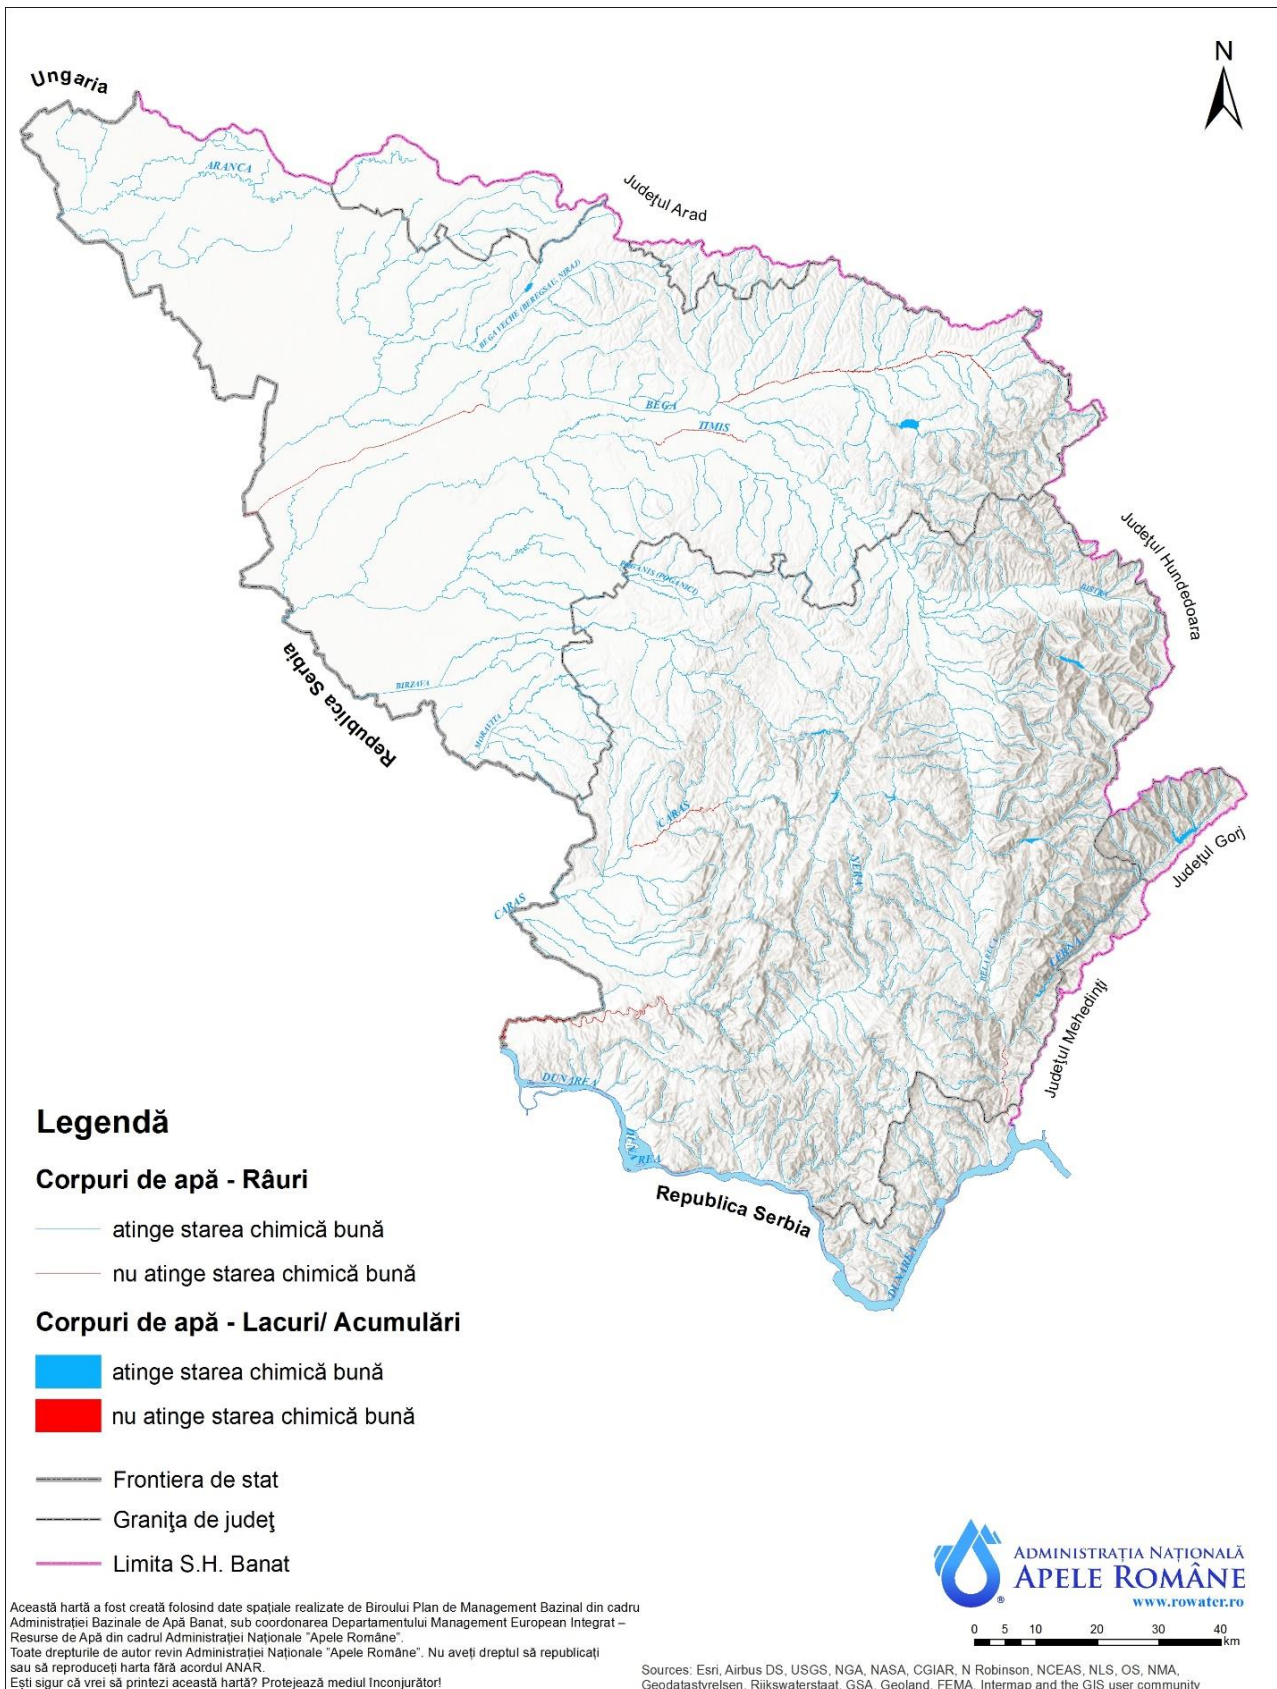 N
Ungaria
Județul Arad
ARANCA
BEGA VECHE (BEREGSAU, NIRAJ)
BEGA
TIMIS
Județul Hundedoara
POGANIS (POGANICI)
BISTRA
Republica Serbia
BIRZAVA
MORAVITA
CARAS
NERA
Județul Gorj
CARAS
BELARECA
CERNA
Județul Mehedinți
DUNAREA
DUNAREA
Republica Serbia
DUNAREA
Legendă
Corpuri de apă - Râuri
atinge starea chimică bună
nu atinge starea chimică bună
Corpuri de apă - Lacuri/ Acumulări
atinge starea chimică bună
nu atinge starea chimică bună
Frontiera de stat
Graniţa de judeţ
Limita S.H. Banat
Această hartă a fost creată folosind date spațiale realizate de Biroului Plan de Management Bazinal din cadru
Administrației Bazinale de Apă Banat, sub coordonarea Departamentului Management European Integrat –
Resurse de Apă din cadrul Administrației Naționale "Apele Române".
Toate drepturile de autor revin Administrației Naționale "Apele Române". Nu aveți dreptul să republicați
sau să reproduceți harta fără acordul ANAR.
Ești sigur că vrei să printezi această hartă? Protejează mediul înconjurător!
ADMINISTRAȚIA NAȚIONALĂ
APELE ROMÂNE
®
www.rowater.ro
0 5 10 20 30 40
km
Sources: Esri, Airbus DS, USGS, NGA, NASA, CGIAR, N Robinson, NCEAS, NLS, OS, NMA,
Geodatastyrelsen, Rijkswaterstaat, GSA, Geoland, FEMA, Intermap and the GIS user community